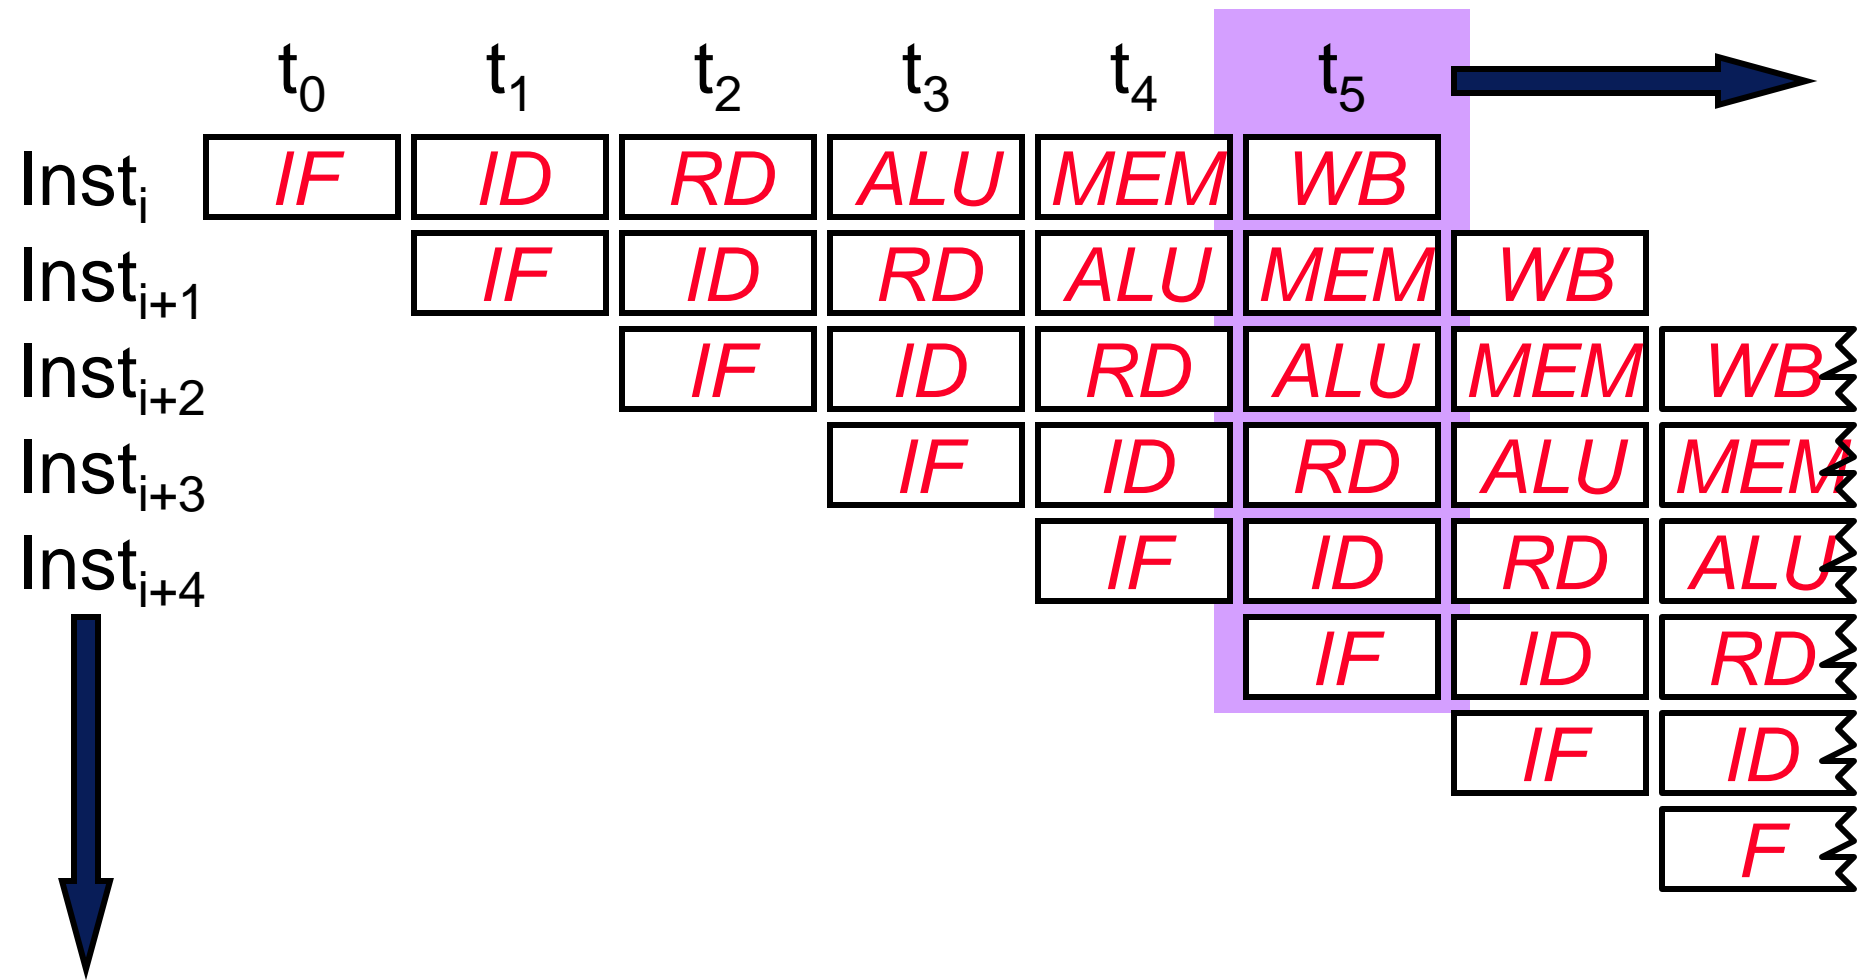 t0 t1 t2 t3 t4 t5
Insti IF ID RD ALU MEM WB
Insti+1 IF ID RD ALU MEM WB
Insti+2 IF ID RD ALU MEM WB
Insti+3 IF ID RD ALU MEM
Insti+4 IF ID RD ALU
IF ID RD
IF ID
F